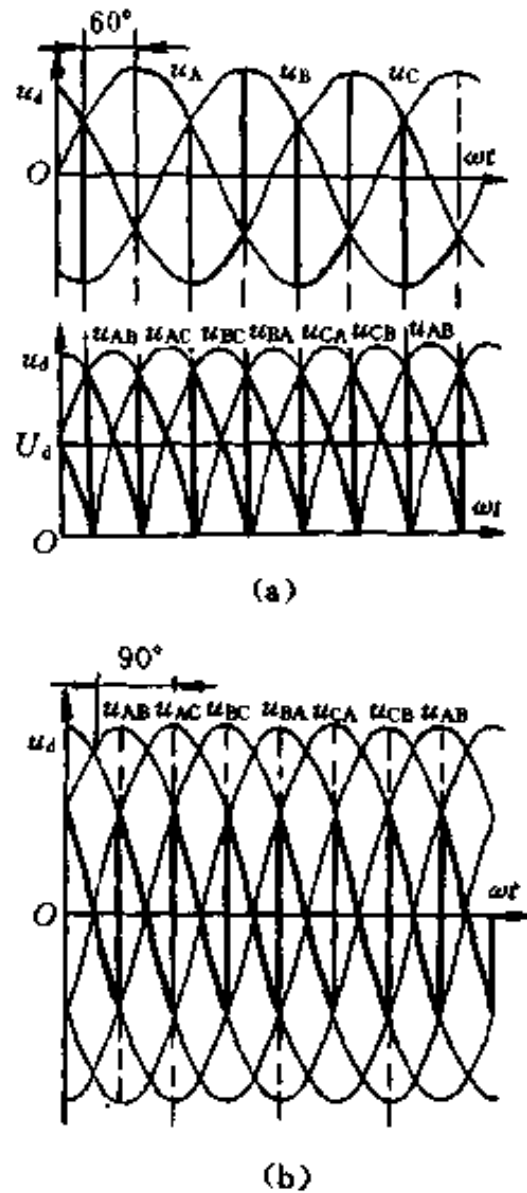 60°
u_d u_A u_B u_C
O ωt
u_AB u_AC u_BC u_BA u_CA u_CB u_AB
u_d
U_d
O ωt
(a)
90°
u_AB u_AC u_BC u_BA u_CA u_CB u_AB
u_d
O ωt
(b)